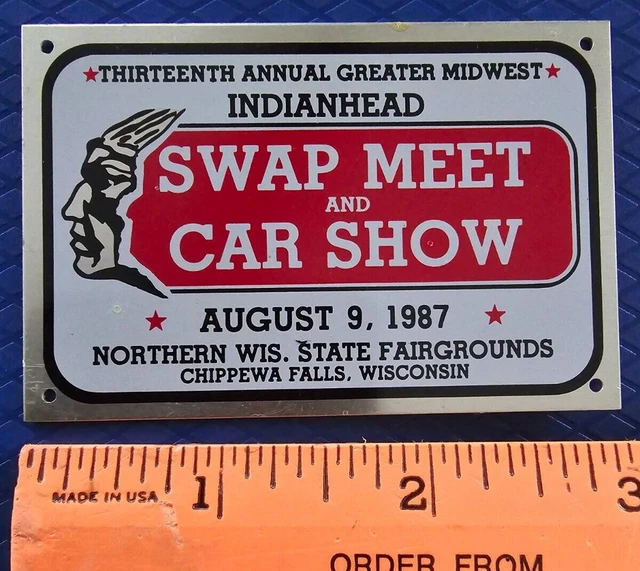 THIRTEENTH ANNUAL GREATER MIDWEST
INDIANHEAD
SWAP MEET
AND
CAR SHOW
AUGUST 9, 1987
NORTHERN WIS. STATE FAIRGROUNDS
CHIPPEWA FALLS, WISCONSIN
1 2 3
MADE IN USA
ORDER FROM